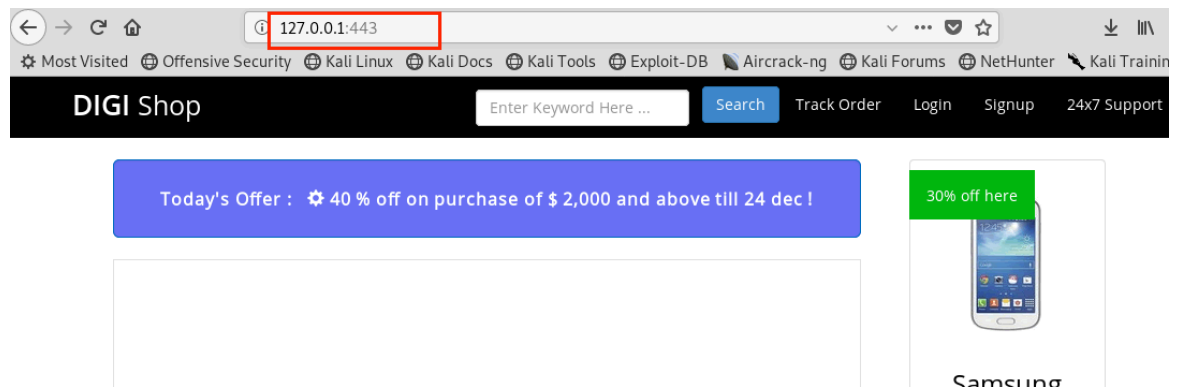 127.0.0.1:443
Most Visited Offensive Security Kali Linux Kali Docs Kali Tools Exploit-DB Aircrack-ng Kali Forums NetHunter Kali Trainin
DIGI Shop Enter Keyword Here ... Search Track Order Login Signup 24x7 Support
Today's Offer : 40 % off on purchase of $ 2,000 and above till 24 dec !
30% off here
Samsung